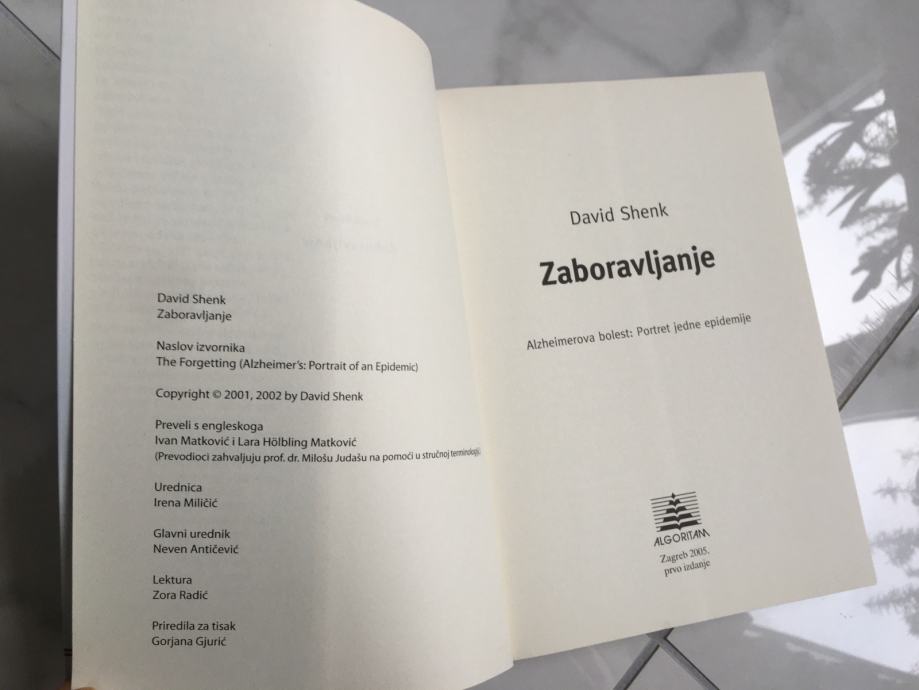 David Shenk
Zaboravljanje
Naslov izvornika
The Forgetting (Alzheimer's: Portrait of an Epidemic)
Copyright © 2001, 2002 by David Shenk
Preveli s engleskoga
Ivan Matković i Lara Hölbling Matković
(Prevodioci zahvaljuju prof. dr. Milošu Judašu na pomoći u stručnoj terminologiji
Urednica
Irena Miličić
Glavni urednik
Neven Antičević
Lektura
Zora Radić
Priredila za tisak
Gorjana Gjurić
David Shenk
Zaboravljanje
Alzheimerova bolest: Portret jedne epidemije
ALGORITAM
Zagreb 2005.
prvo izdanje